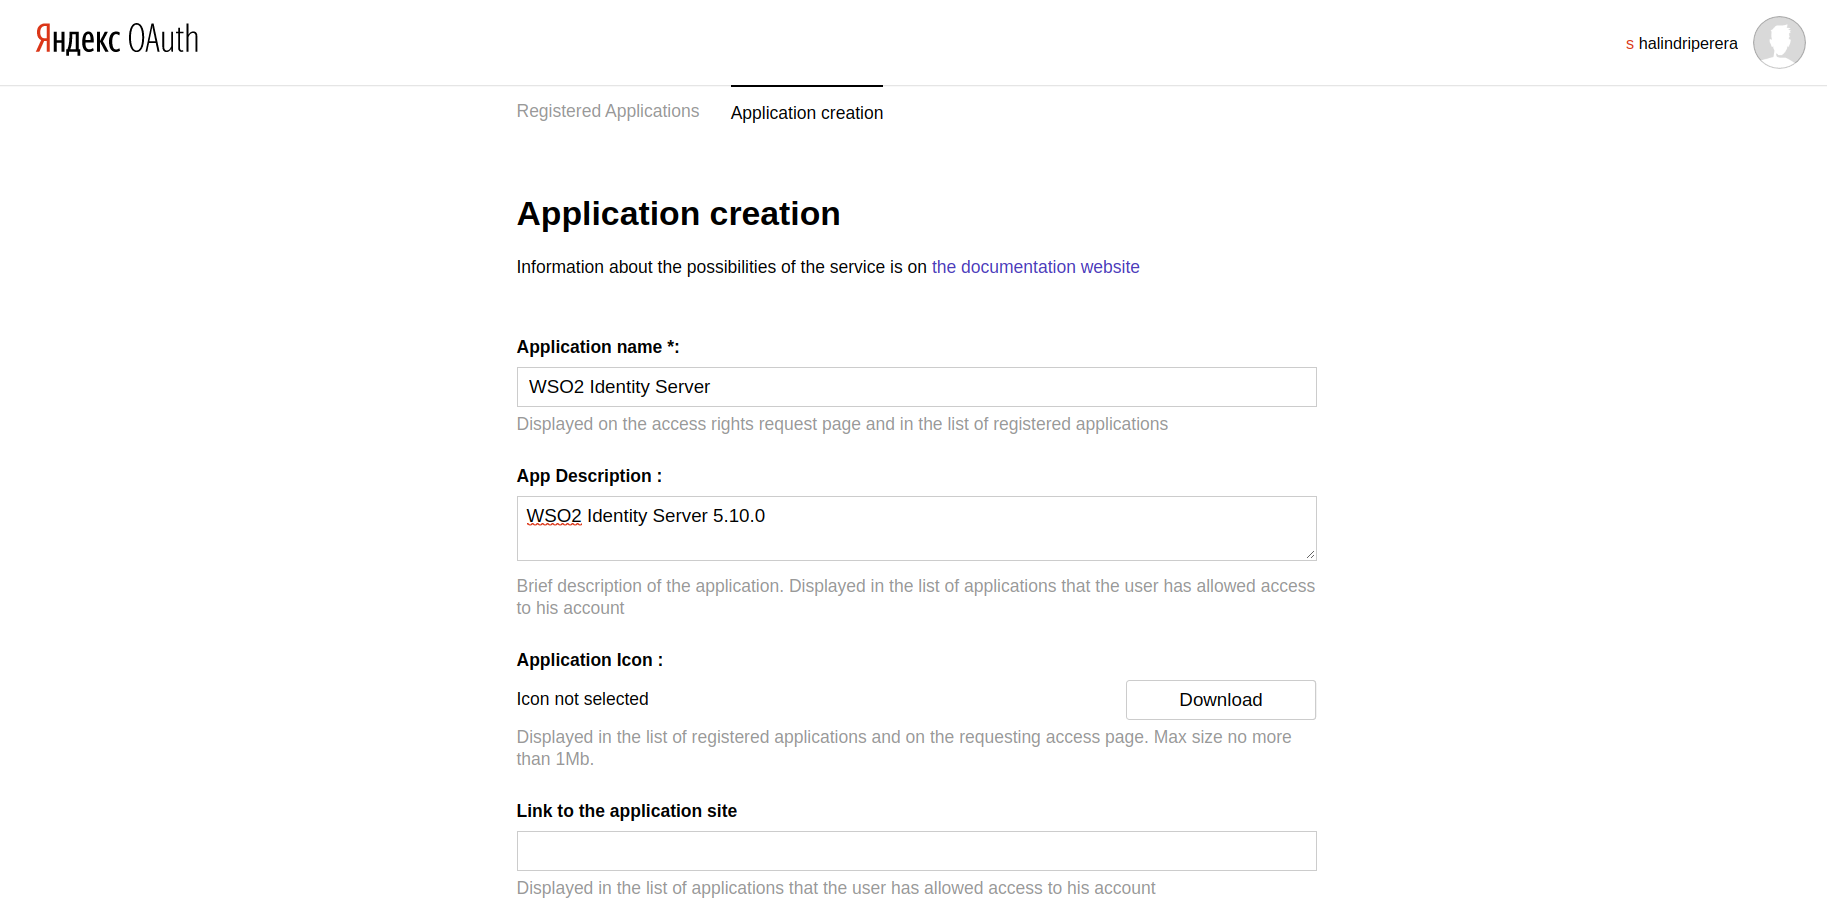 Яндекс OAuth
s halindriperera
Registered Applications
Application creation
Application creation
Information about the possibilities of the service is on the documentation website
Application name *:
WSO2 Identity Server
Displayed on the access rights request page and in the list of registered applications
App Description :
WSO2 Identity Server 5.10.0
Brief description of the application. Displayed in the list of applications that the user has allowed access
to his account
Application Icon :
Icon not selected
Download
Displayed in the list of registered applications and on the requesting access page. Max size no more
than 1Mb.
Link to the application site
Displayed in the list of applications that the user has allowed access to his account